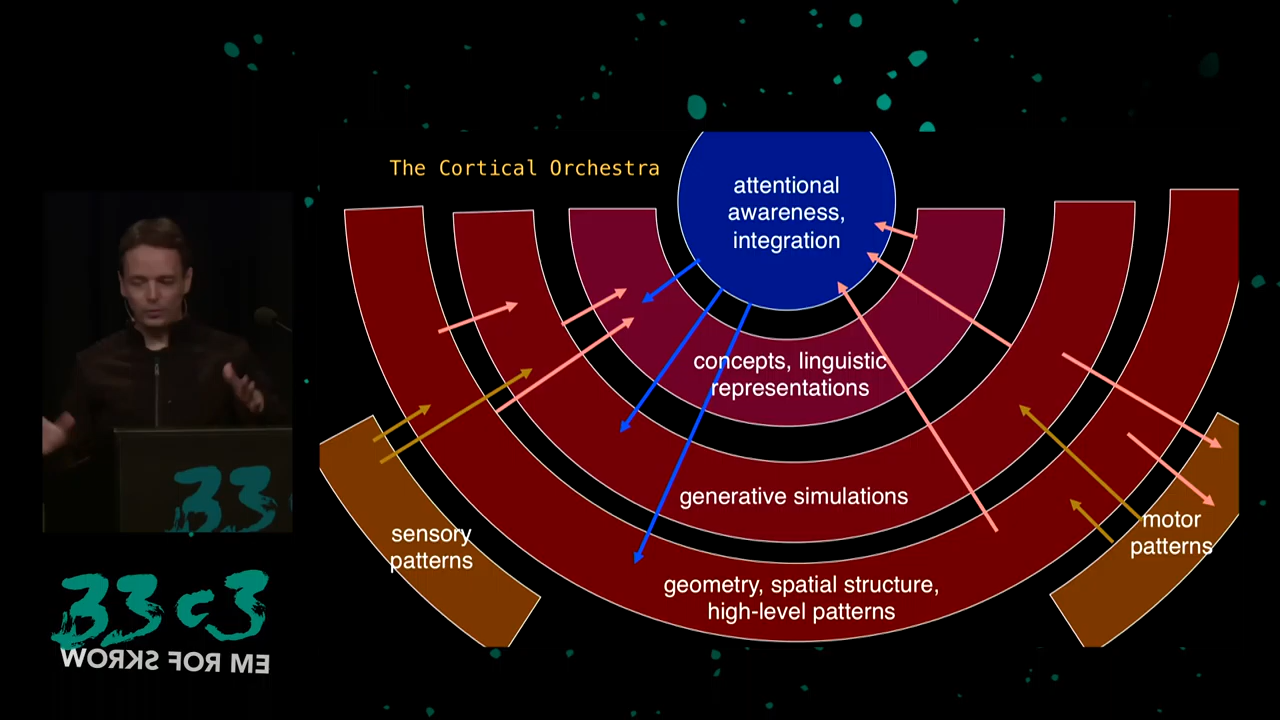 The Cortical Orchestra
attentional
awareness,
integration
concepts, linguistic
representations
generative simulations
geometry, spatial structure,
high-level patterns
sensory
patterns
motor
patterns
33c3
33c3
WORKS FOR ME